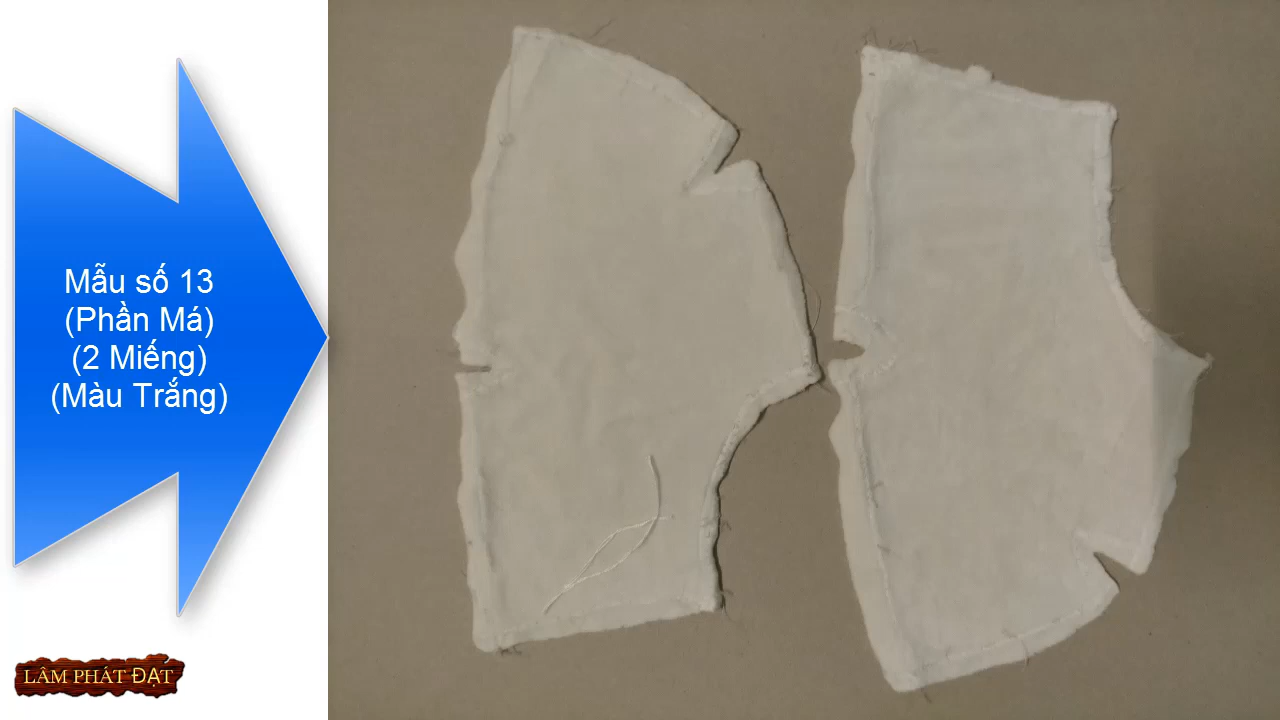 Mẫu số 13
(Phần Má)
(2 Miếng)
(Màu Trắng)
LÂM PHÁT ĐẠT